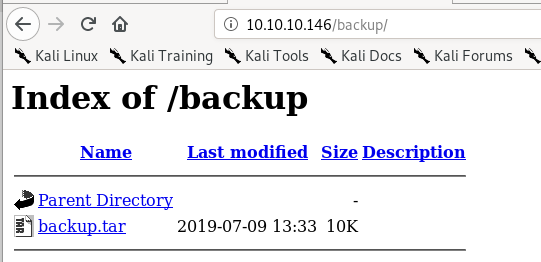 10.10.10.146/backup/
Kali Linux Kali Training Kali Tools Kali Docs Kali Forums
Index of /backup
Name Last modified Size Description
Parent Directory -
backup.tar 2019-07-09 13:33 10K